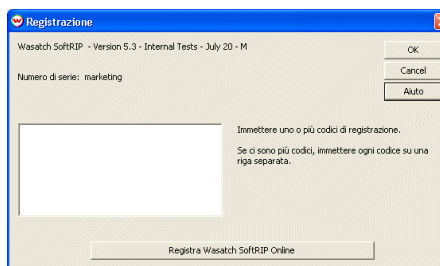 Registrazione
Wasatch SoftRIP - Version 5.3 - Internal Tests - July 20 - M
OK
Numero di serie: marketing
Cancel
Aiuto
Immettere uno o più codici di registrazione.
Se ci sono più codici, immettere ogni codice su una
riga separata.
Registra Wasatch SoftRIP Online